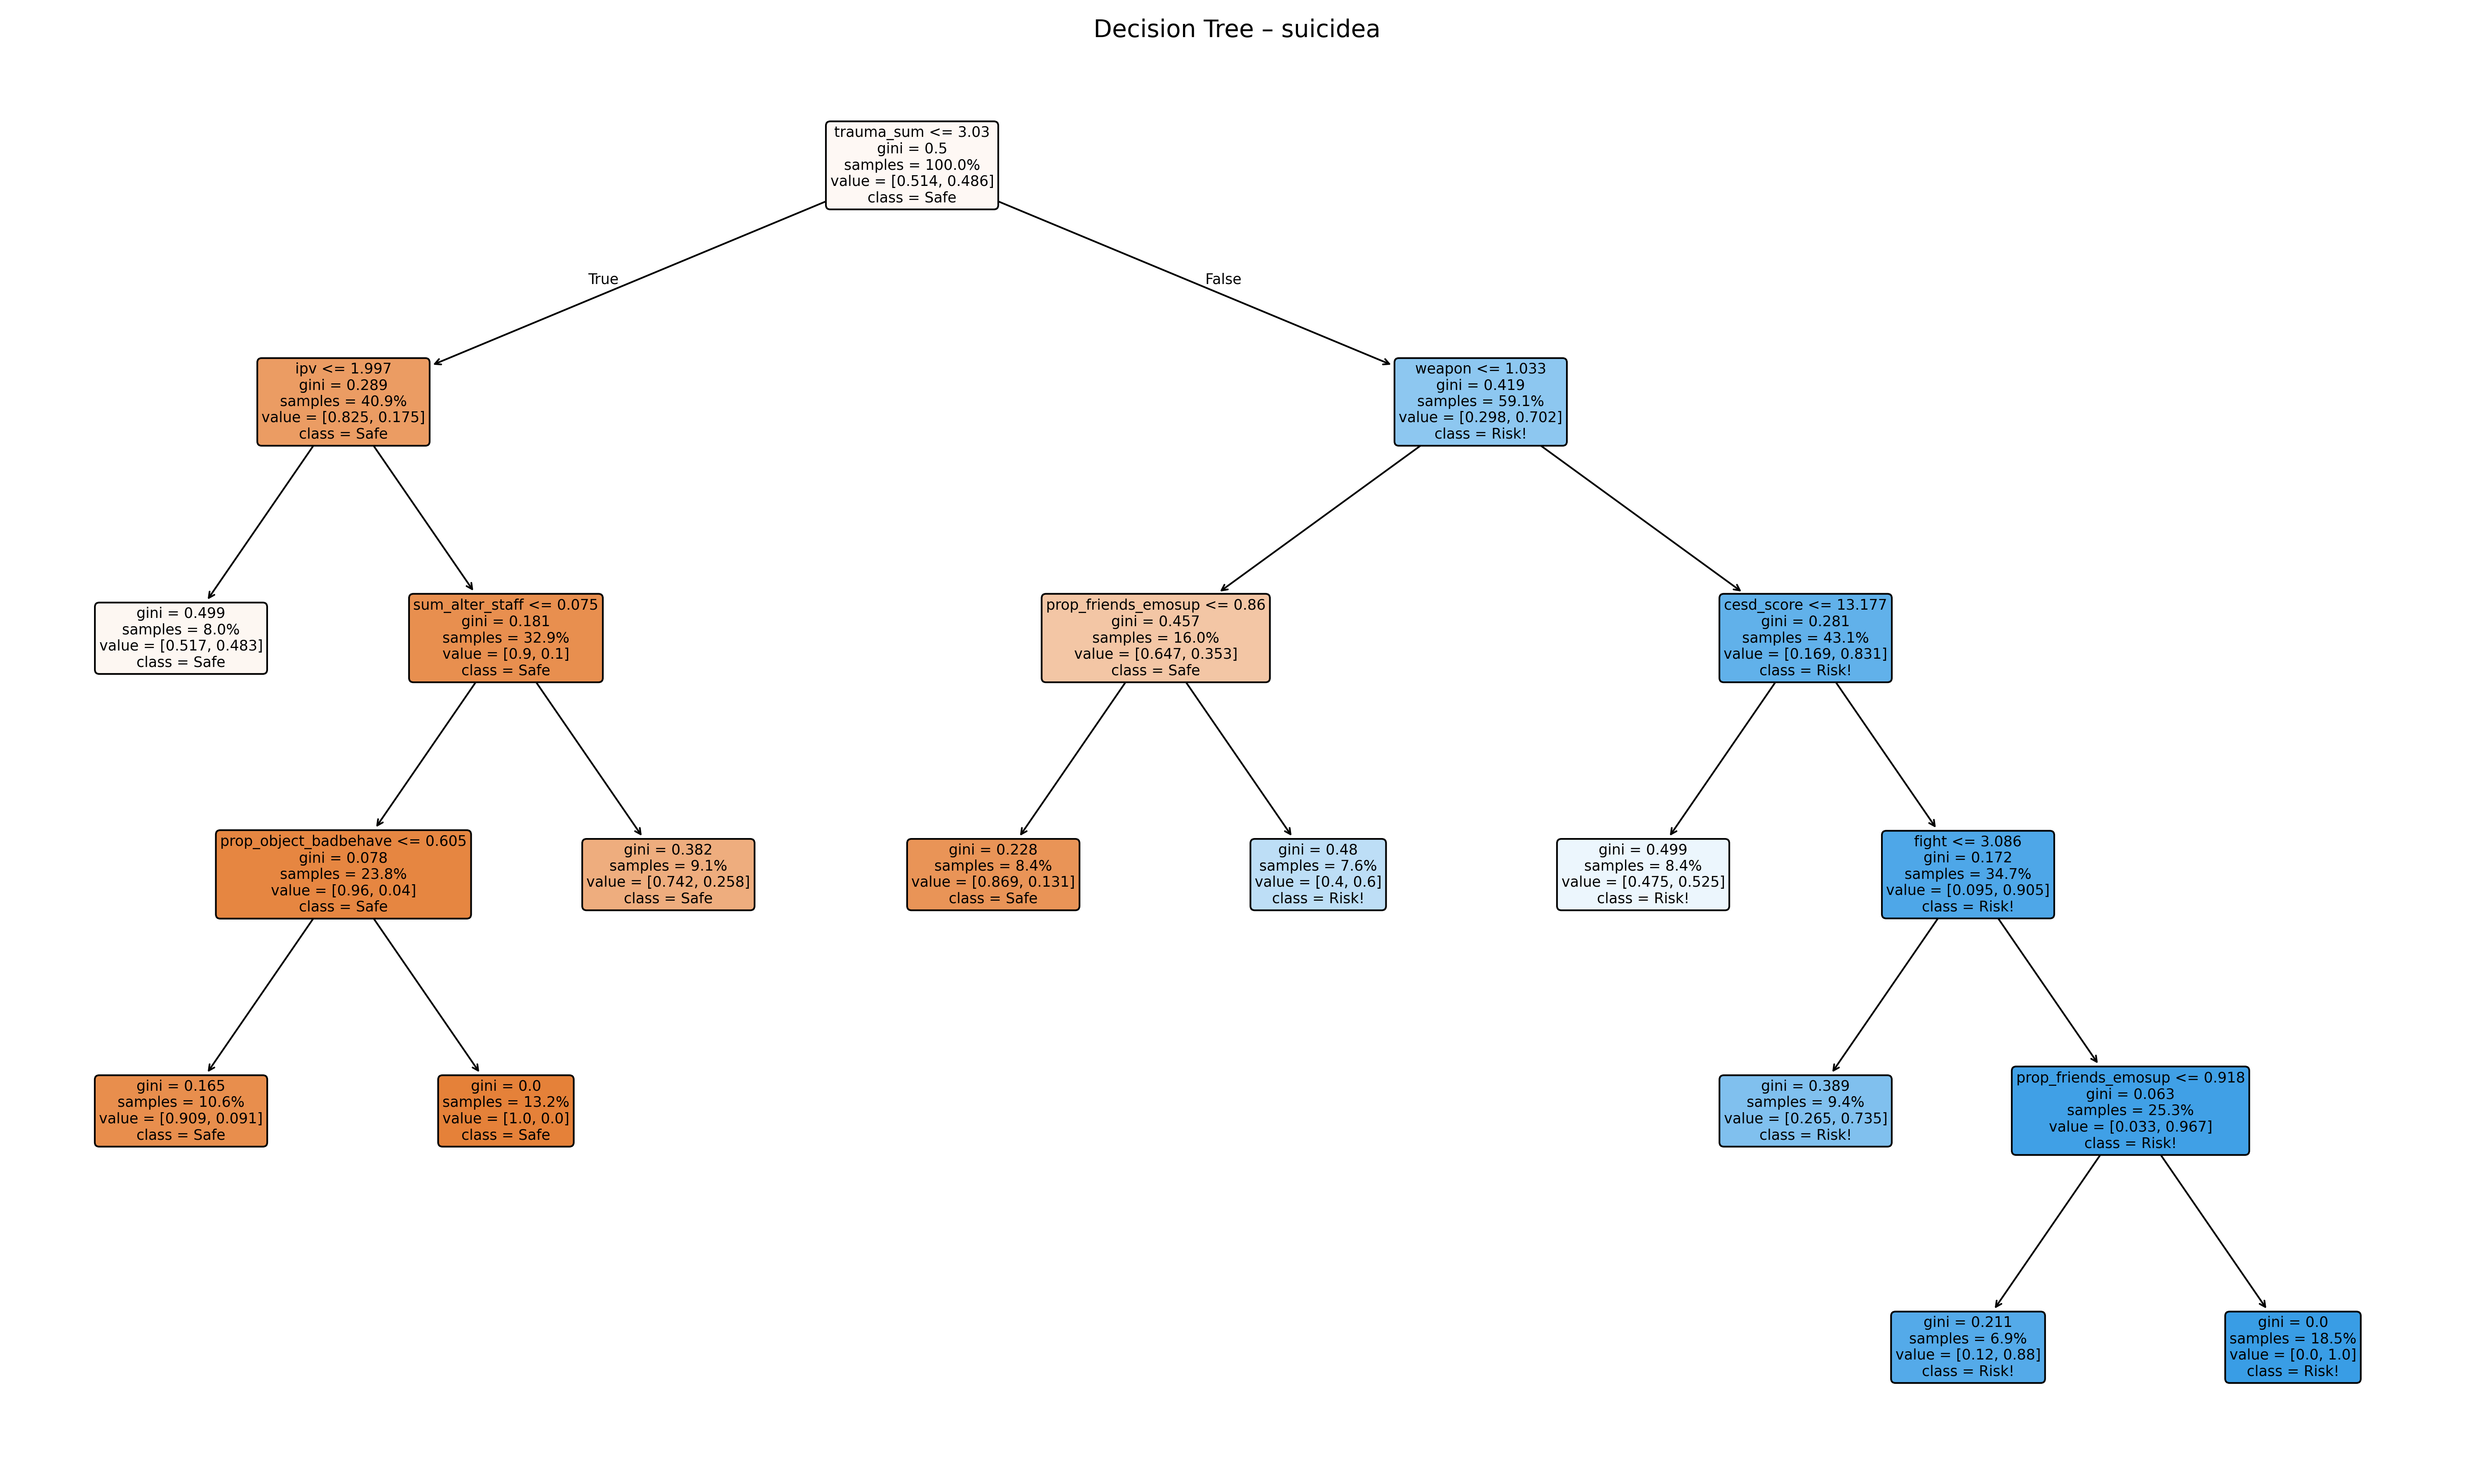 Decision Tree – suicidea
trauma_sum <= 3.03
gini = 0.5
samples = 100.0%
value = [0.514, 0.486]
class = Safe
True
False
ipv <= 1.997
gini = 0.289
samples = 40.9%
value = [0.825, 0.175]
class = Safe
weapon <= 1.033
gini = 0.419
samples = 59.1%
value = [0.298, 0.702]
class = Risk!
gini = 0.499
samples = 8.0%
value = [0.517, 0.483]
class = Safe
sum_alter_staff <= 0.075
gini = 0.181
samples = 32.9%
value = [0.9, 0.1]
class = Safe
prop_friends_emosup <= 0.86
gini = 0.457
samples = 16.0%
value = [0.647, 0.353]
class = Safe
cesd_score <= 13.177
gini = 0.281
samples = 43.1%
value = [0.169, 0.831]
class = Risk!
prop_object_badbehave <= 0.605
gini = 0.078
samples = 23.8%
value = [0.96, 0.04]
class = Safe
gini = 0.382
samples = 9.1%
value = [0.742, 0.258]
class = Safe
gini = 0.228
samples = 8.4%
value = [0.869, 0.131]
class = Safe
gini = 0.48
samples = 7.6%
value = [0.4, 0.6]
class = Risk!
gini = 0.499
samples = 8.4%
value = [0.475, 0.525]
class = Risk!
fight <= 3.086
gini = 0.172
samples = 34.7%
value = [0.095, 0.905]
class = Risk!
gini = 0.165
samples = 10.6%
value = [0.909, 0.091]
class = Safe
gini = 0.0
samples = 13.2%
value = [1.0, 0.0]
class = Safe
gini = 0.389
samples = 9.4%
value = [0.265, 0.735]
class = Risk!
prop_friends_emosup <= 0.918
gini = 0.063
samples = 25.3%
value = [0.033, 0.967]
class = Risk!
gini = 0.211
samples = 6.9%
value = [0.12, 0.88]
class = Risk!
gini = 0.0
samples = 18.5%
value = [0.0, 1.0]
class = Risk!